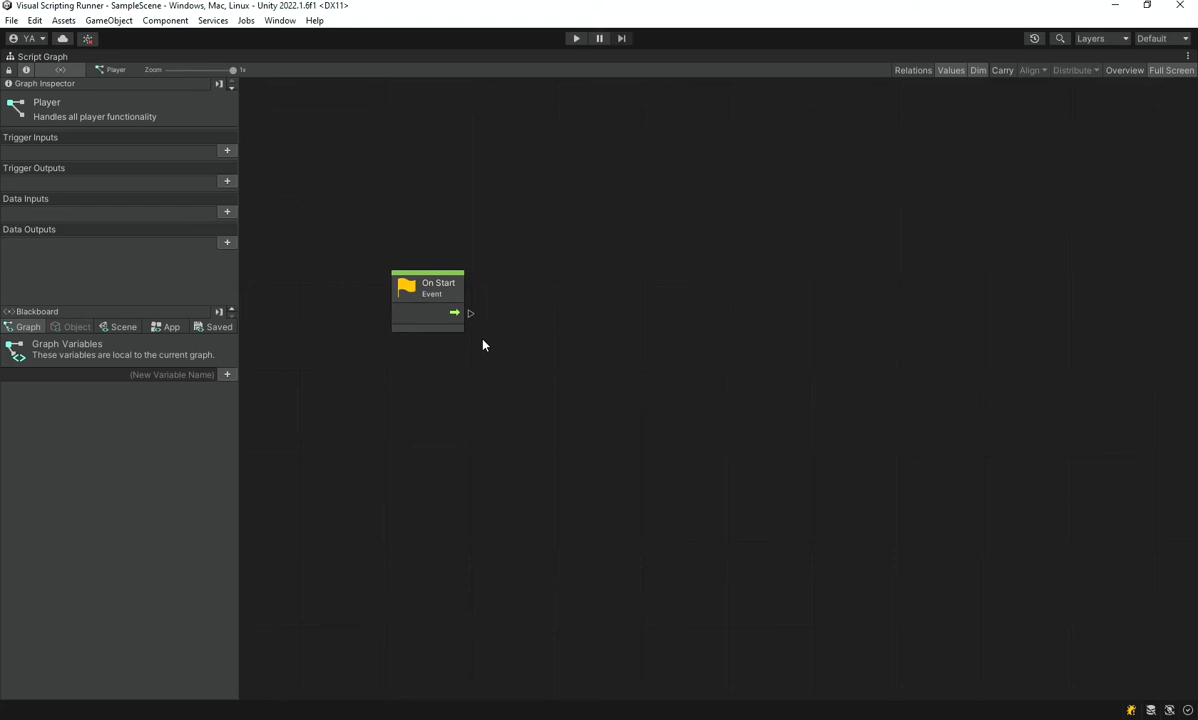 Visual Scripting Runner - SampleScene - Windows, Mac, Linux - Unity 2022.1.6f1 <DX11>
File Edit Assets GameObject Component Services Jobs Window Help
YA Layers Default
Script Graph
Player Zoom 1x Relations Values Dim Carry Align Distribute Overview Full Screen
Graph Inspector
Player
Handles all player functionality
Trigger Inputs
Trigger Outputs
Data Inputs
Data Outputs
On Start
Event
Blackboard
Graph Object Scene App Saved
Graph Variables
These variables are local to the current graph.
(New Variable Name)